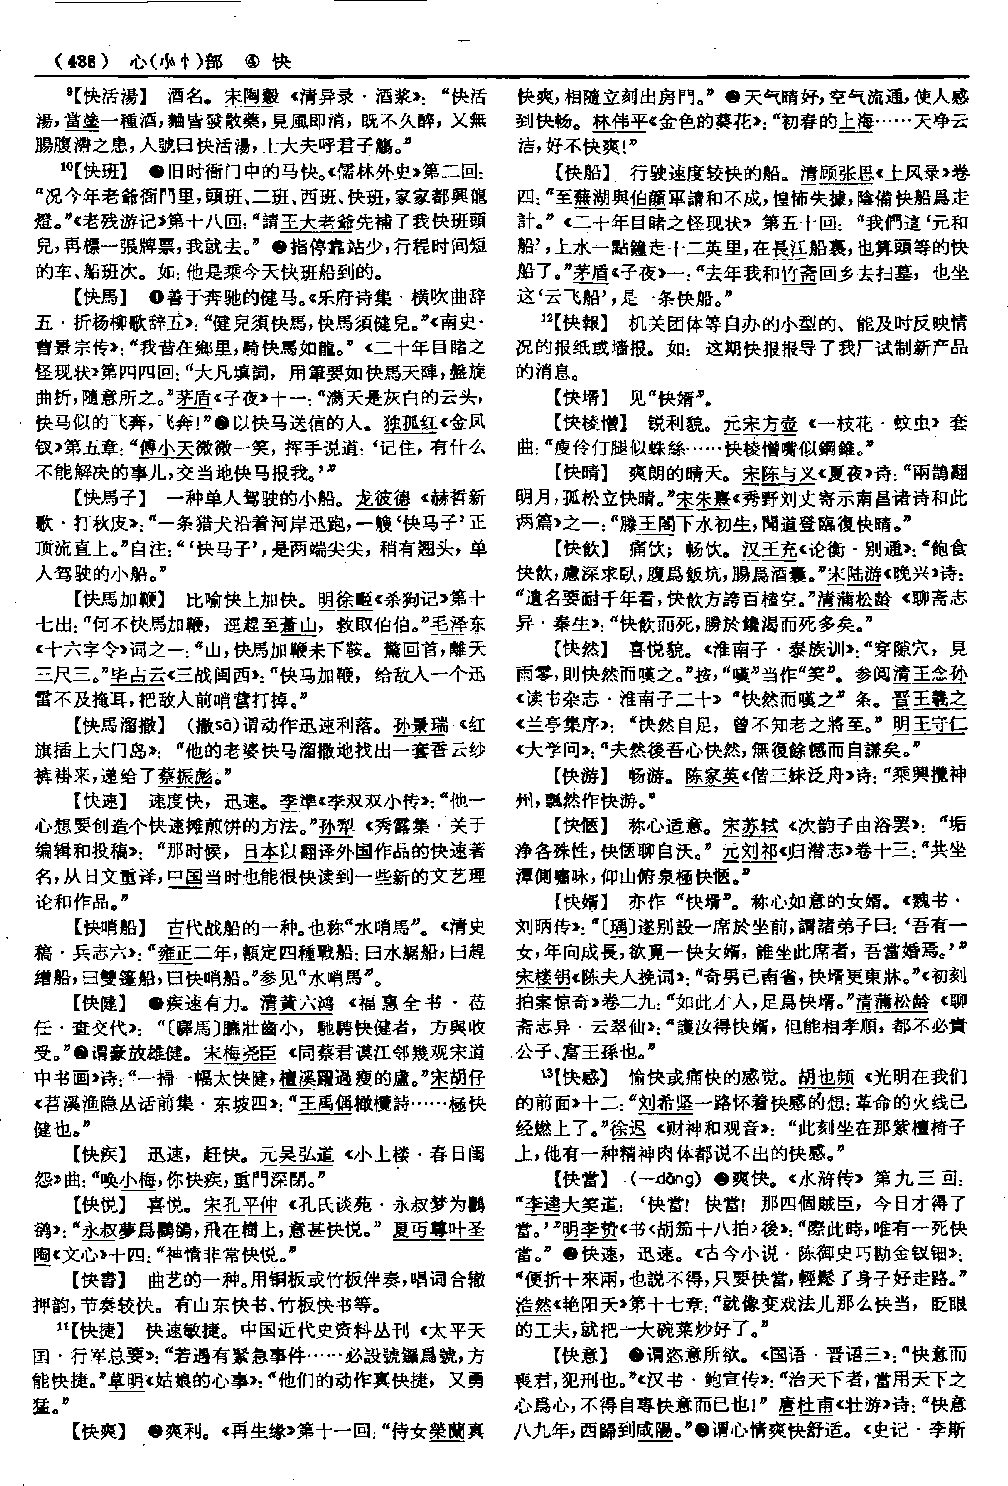 （438） 心(㣺忄)部 ④ 快
⁹【快活湯】 酒名。宋陶穀《清异录·酒浆》：“快活
湯，當塗一種酒，麯皆發散藥，見風即消，既不久醉，又無
腸腹滯之患，人號曰快活湯，士大夫呼君子觴。”
¹⁰【快班】 ❶旧时衙门中的马快。《儒林外史》第二回：
“况今年老爺衙門里，頭班、二班、西班、快班，家家都興龍
燈。”《老残游记》第十八回：“請王大老爺先補了我快班頭
兒，再標一張牌票，我就去。” ❷指停靠站少，行程时间短
的车、船班次。如：他是乘今天快班船到的。
【快馬】 ❶善于奔驰的健马。《乐府诗集·横吹曲辞
五·折杨柳歌辞五》：“健兒須快馬，快馬須健兒。”《南史·
曹景宗传》：“我昔在鄉里，騎快馬如龍。”《二十年目睹之
怪现状》第四四回：“大凡填詞，用筆要如快馬天陣，盤旋
曲折，隨意所之。”茅盾《子夜》十一：“满天是灰白的云头，
快马似的飞奔，飞奔！”❷以快马送信的人。独孤红《金凤
钗》第五章：“傅小天微微一笑，挥手说道：‘记住，有什么
不能解决的事儿，交当地快马报我。’”
【快馬子】 一种单人驾驶的小船。龙彼德《赫哲新
歌·打秋皮》：“一条猎犬沿着河岸迅跑，一艘‘快马子’正
顶流直上。”自注：“‘快马子’，是两端尖尖，稍有翘头，单
人驾驶的小船。”
【快馬加鞭】 比喻快上加快。明徐㬇《杀狗记》第十
七出：“何不快馬加鞭，逕趕至蒼山，救取伯伯。”毛泽东
《十六字令》词之一：“山，快馬加鞭未下鞍。驚回首，離天
三尺三。”毕占云《三战闽西》：“快马加鞭，给敌人一个迅
雷不及掩耳，把敌人前哨营打掉。”
【快馬溜撒】 （撒sā）谓动作迅速利落。孙景瑞《红
旗插上大门岛》：“他的老婆快马溜撒地找出一套香云纱
裤褂来，递给了蔡振彪。”
【快速】 速度快，迅速。李準《李双双小传》：“他一
心想要创造个快速摊煎饼的方法。”孙犁《秀露集·关于
编辑和投稿》：“那时候，日本以翻译外国作品的快速著
名，从日文重译，中国当时也能很快读到一些新的文艺理
论和作品。”
【快哨船】 古代战船的一种。也称“水哨馬”。《清史
稿·兵志六》：“雍正二年，額定四種戰船：曰水艍船，曰趕
繒船，曰雙篷船，曰快哨船。”参见“水哨馬”。
【快健】 ❶疾速有力。清黄六鸿《福惠全书·莅
任·查交代》：“〔驛馬〕臕壯齒小，馳騁快健者，方與收
受。”❷谓豪放雄健。宋梅尧臣《同蔡君谟江邻幾观宋道
中书画》诗：“一掃一幅太快健，檀溪躍過瘦的盧。”宋胡仔
《苕溪渔隐丛话前集·东坡四》：“王禹偁橄欖詩……極快
健也。”
【快疾】 迅速，赶快。元吴弘道《小上楼·春日闺
怨》曲：“唤小梅，你快疾，重門深閉。”
【快悦】 喜悦。宋孔平仲《孔氏谈苑·永叔梦为鸜
鹆》：“永叔夢爲鸜鵒，飛在樹上，意甚快悦。” 夏丏尊叶圣
陶《文心》十四：“神情非常快悦。”
【快書】 曲艺的一种。用铜板或竹板伴奏，唱词合辙
押韵，节奏较快。有山东快书、竹板快书等。
¹¹【快捷】 快速敏捷。中国近代史资料丛刊《太平天
国·行军总要》：“若遇有緊急事件……必設號邐爲號，方
能快捷。”草明《姑娘的心事》：“他们的动作真快捷，又勇
猛。”
【快爽】 ❶爽利。《再生缘》第十一回：“侍女榮蘭真
快爽，相隨立刻出房門。” ❷天气晴好，空气流通，使人感
到快畅。林伟平《金色的葵花》：“初春的上海……天净云
洁，好不快爽！”
【快船】 行驶速度较快的船。清顾张思《土风录》卷
四：“至蕪湖與伯顔軍請和不成，惶怖失據，陰備快船爲走
計。”《二十年目睹之怪现状》第五十回：“我們這‘元和
船’，上水一點鐘走十二英里，在長江船裏，也算頭等的快
船了。”茅盾《子夜》一：“去年我和竹斋回乡去扫墓，也坐
这‘云飞船’，是一条快船。”
¹²【快報】 机关团体等自办的小型的、能及时反映情
况的报纸或墙报。如：这期快报报导了我厂试制新产品
的消息。
【快壻】 见“快婿”。
【快棱憎】 锐利貌。元宋方壶《一枝花·蚊虫》套
曲：“瘦伶仃腿似蛛絲……快棱憎嘴似鋼錐。”
【快晴】 爽朗的晴天。宋陈与义《夏夜》诗：“兩鵲翻
明月，孤松立快晴。”宋朱熹《秀野刘丈寄示南昌诸诗和此
两篇》之一：“滕王閣下水初生，聞道登臨復快晴。”
【快飲】 痛饮；畅饮。汉王充《论衡·别通》：“飽食
快飲，慮深求臥，腹爲飯坑，腸爲酒囊。”宋陆游《晚兴》诗：
“遺名要耐千年看，快飲方誇百榼空。”清蒲松龄《聊斋志
异·秦生》：“快飲而死，勝於饞渴而死多矣。”
【快然】 喜悦貌。《淮南子·泰族训》：“穿隙穴，見
雨零，則快然而嘆之。”按，“嘆”当作“笑”。参阅清王念孙
《读书杂志·淮南子二十》“快然而嘆之”条。晋王羲之
《兰亭集序》：“快然自足，曾不知老之將至。”明王守仁
《大学问》：“夫然後吾心快然，無復餘憾而自謙矣。”
【快游】 畅游。陈家英《偕三妹泛舟》诗：“乘興攬神
州，飄然作快游。”
【快愜】 称心适意。宋苏轼《次韵子由浴罢》：“垢
净各殊性，快愜聊自沃。”元刘祁《归潜志》卷十三：“共坐
潭側嘯咏，仰山俯泉極快愜。”
【快婿】 亦作“快壻”。称心如意的女婿。《魏书·
刘昞传》：“〔瑀〕遂别設一席於坐前，謂諸弟子曰：‘吾有一
女，年向成長，欲覓一快女婿，誰坐此席者，吾當婚焉。’”
宋楼钥《陈夫人挽词》：“奇男已南省，快壻更東牀。”《初刻
拍案惊奇》卷二九：“如此才人，足爲快壻。”清蒲松龄《聊
斋志异·云翠仙》：“護汝得快婿，但能相孝順，都不必貴
公子、富王孫也。”
¹³【快感】 愉快或痛快的感觉。胡也频《光明在我们
的前面》十二：“刘希坚一路怀着快感的想：革命的火线已
经燃上了。”徐迟《财神和观音》：“此刻坐在那紫檀椅子
上，他有一种精神肉体都说不出的快感。”
【快當】 （—dāng）❶爽快。《水浒传》第九三回：
“李逵大笑道：‘快當！快當！那四個賊臣，今日才得了
當。’”明李贽《书〈胡笳十八拍〉後》：“際此時，唯有一死快
當。” ❷快速，迅速。《古今小说·陈御史巧勘金钗钿》：
“便折十來兩，也說不得，只要快當，輕鬆了身子好走路。”
浩然《艳阳天》第十七章：“就像变戏法儿那么快当，眨眼
的工夫，就把一大碗菜炒好了。”
【快意】 ❶谓恣意所欲。《国语·晋语三》：“快意而
喪君，犯刑也。”《汉书·鲍宣传》：“治天下者，當用天下之
心爲心，不得自專快意而已也！” 唐杜甫《壮游》诗：“快意
八九年，西歸到咸陽。”❷谓心情爽快舒适。《史记·李斯